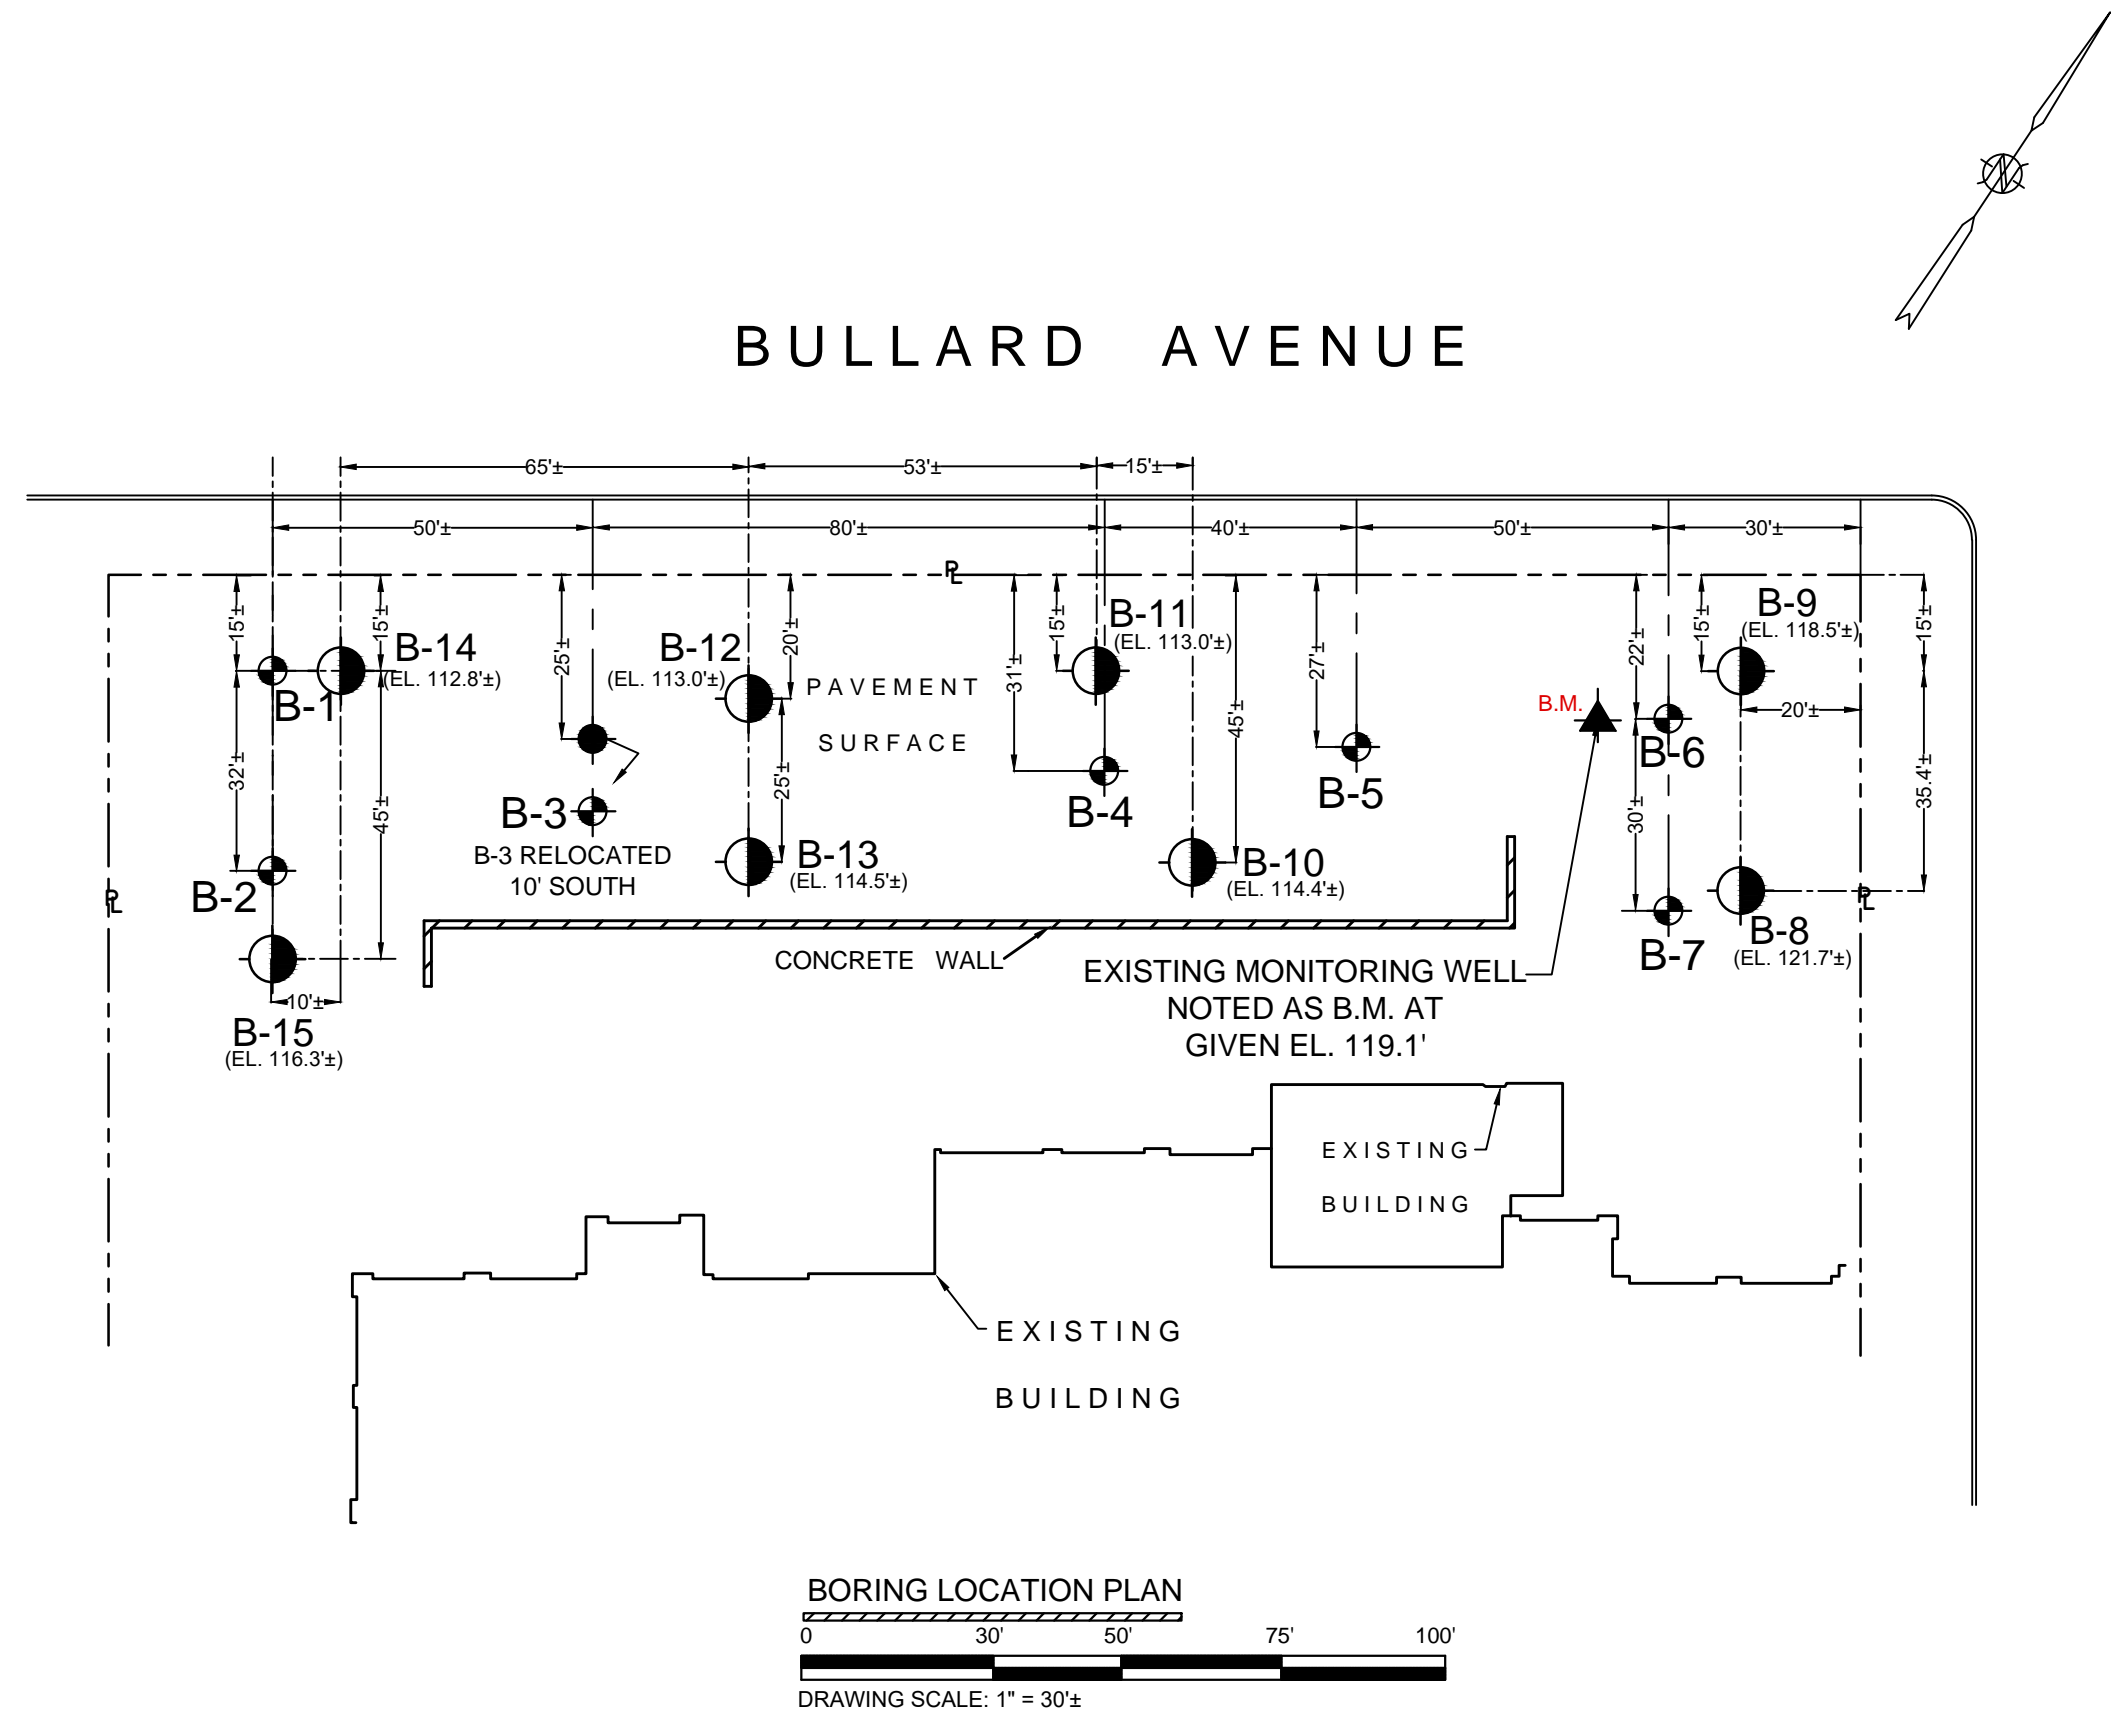 N
BULLARD AVENUE
65'±
53'±
15'±
50'±
80'±
40'±
50'±
30'±
PL
15'±
15'±
25'±
20'±
31'±
15'±
45'±
27'±
22'±
15'±
15'±
B-9
(EL. 118.5'±)
B-11
(EL. 113.0'±)
B-14
(EL. 112.8'±)
B-12
(EL. 113.0'±)
PAVEMENT
SURFACE
B-1
B.M.
20'±
B-6
32'±
45'±
25'±
30'±
35.4'±
B-3
B-3 RELOCATED
10' SOUTH
B-4
B-5
B-13
(EL. 114.5'±)
B-10
(EL. 114.4'±)
PL
B-2
PL
B-8
(EL. 121.7'±)
B-7
CONCRETE WALL
EXISTING MONITORING WELL
NOTED AS B.M. AT
GIVEN EL. 119.1'
10'±
B-15
(EL. 116.3'±)
EXISTING
BUILDING
EXISTING
BUILDING
BORING LOCATION PLAN
0 30' 50' 75' 100'
DRAWING SCALE: 1" = 30'±